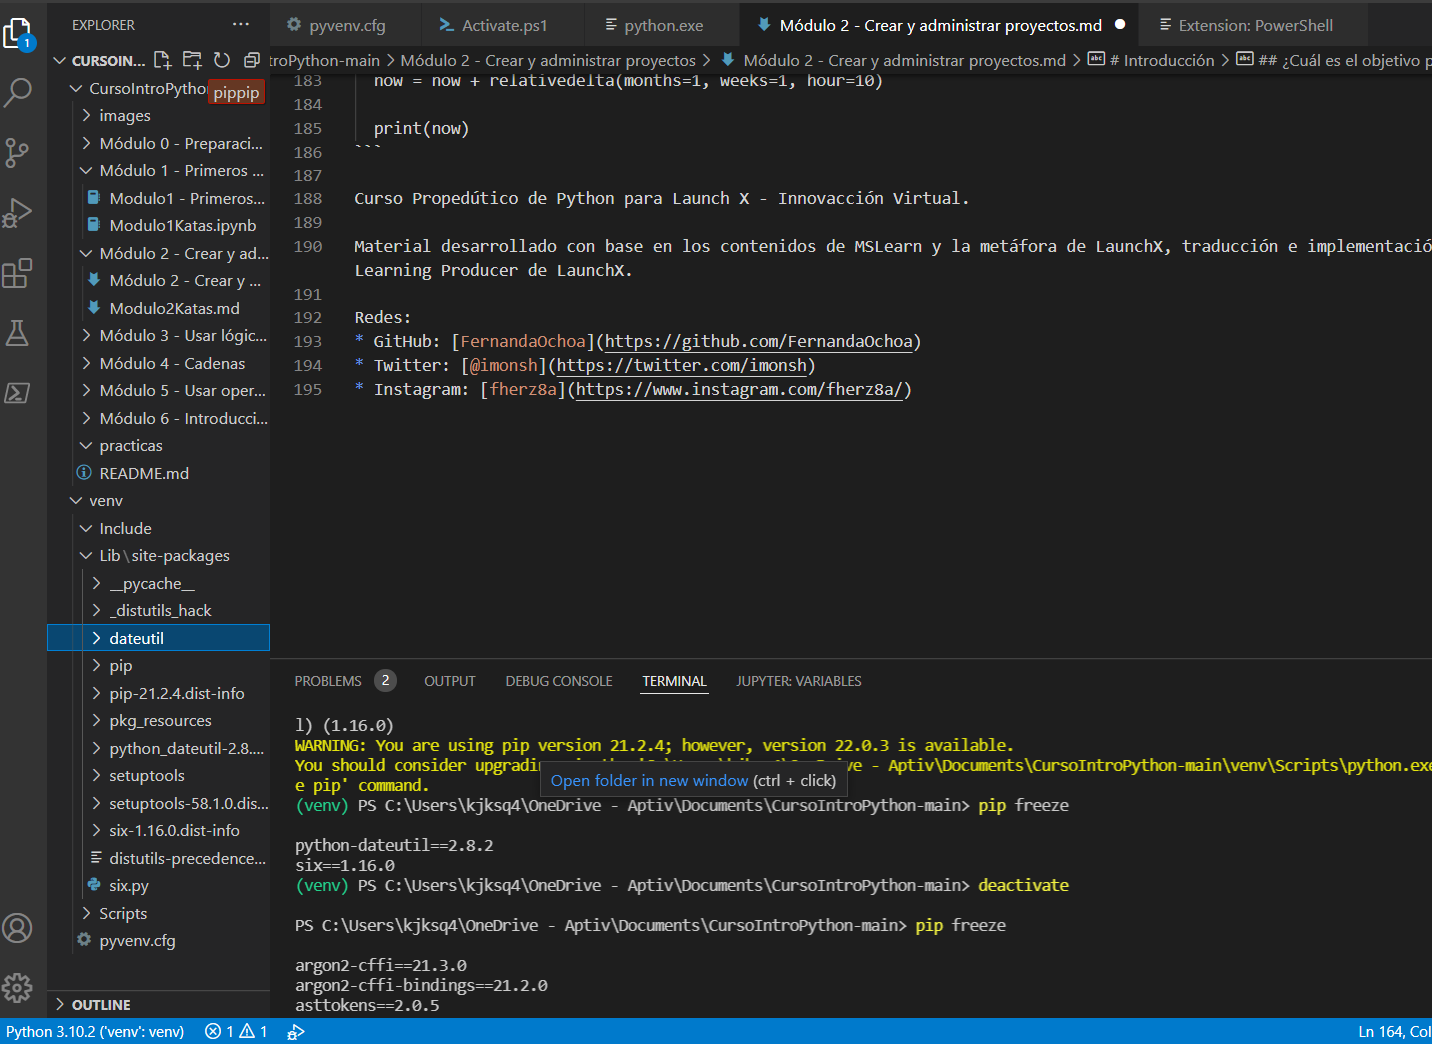 EXPLORER ···
pyvenv.cfg
Activate.ps1
python.exe
Módulo 2 - Crear y administrar proyectos.md
Extension: PowerShell
1
CURSOIN...
troPython-main > Módulo 2 - Crear y administrar proyectos > Módulo 2 - Crear y administrar proyectos.md > # Introducción > ## ¿Cuál es el objetivo p
CursoIntroPytho
pippip
images
Módulo 0 - Preparaci...
Módulo 1 - Primeros ...
Modulo1 - Primeros...
Modulo1Katas.ipynb
Módulo 2 - Crear y ad...
Módulo 2 - Crear y ...
Modulo2Katas.md
Módulo 3 - Usar lógic...
Módulo 4 - Cadenas
Módulo 5 - Usar oper...
Módulo 6 - Introducci...
practicas
README.md
venv
Include
Lib\site-packages
__pycache__
_distutils_hack
dateutil
pip
pip-21.2.4.dist-info
pkg_resources
python_dateutil-2.8....
setuptools
setuptools-58.1.0.dis...
six-1.16.0.dist-info
distutils-precedence...
six.py
Scripts
pyvenv.cfg
OUTLINE
183 now = now + relativedelta(months=1, weeks=1, hour=10)
184
185 print(now)
186 ```
187
188 Curso Propedútico de Python para Launch X - Innovacción Virtual.
189
190 Material desarrollado con base en los contenidos de MSLearn y la metáfora de LaunchX, traducción e implementació
Learning Producer de LaunchX.
191
192 Redes:
193 * GitHub: [FernandaOchoa](https://github.com/FernandaOchoa)
194 * Twitter: [@imonsh](https://twitter.com/imonsh)
195 * Instagram: [fherz8a](https://www.instagram.com/fherz8a/)
PROBLEMS 2 OUTPUT DEBUG CONSOLE TERMINAL JUPYTER: VARIABLES
l) (1.16.0)
WARNING: You are using pip version 21.2.4; however, version 22.0.3 is available.
You should consider upgradi - Aptiv\Documents\CursoIntroPython-main\venv\Scripts\python.exe
Open folder in new window (ctrl + click)
e pip' command.
(venv) PS C:\Users\kjksq4\OneDrive - Aptiv\Documents\CursoIntroPython-main> pip freeze
python-dateutil==2.8.2
six==1.16.0
(venv) PS C:\Users\kjksq4\OneDrive - Aptiv\Documents\CursoIntroPython-main> deactivate
PS C:\Users\kjksq4\OneDrive - Aptiv\Documents\CursoIntroPython-main> pip freeze
argon2-cffi==21.3.0
argon2-cffi-bindings==21.2.0
asttokens==2.0.5
Python 3.10.2 ('venv': venv) 1 1 Ln 164, Col